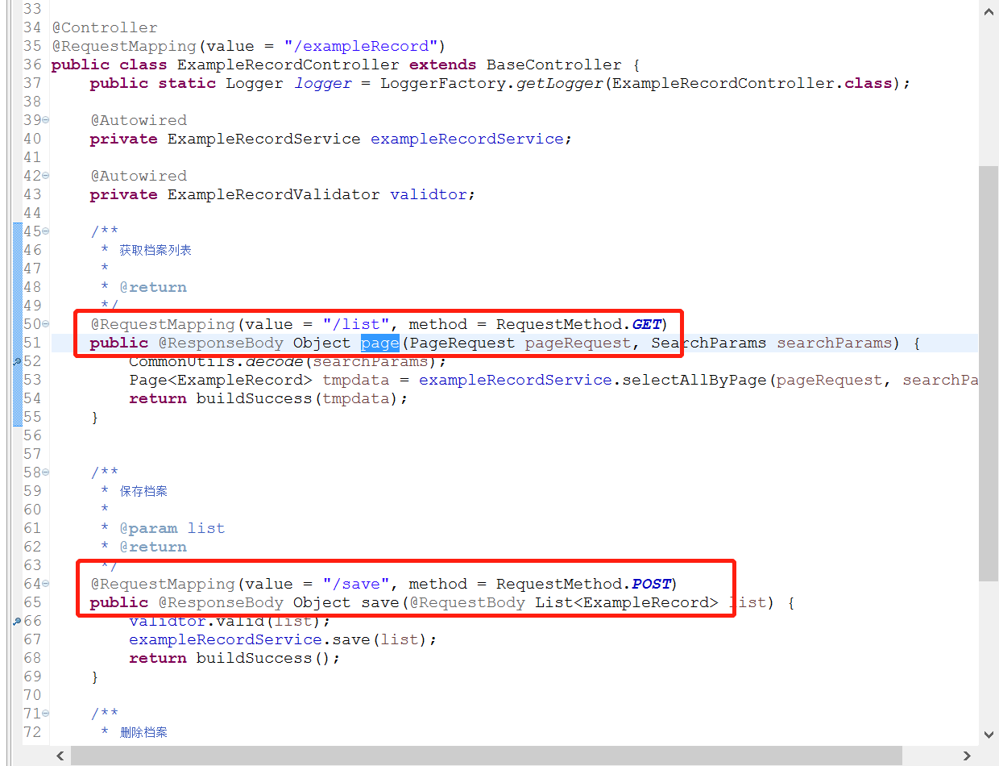 33
34 @Controller
35 @RequestMapping(value = "/exampleRecord")
36 public class ExampleRecordController extends BaseController {
37     public static Logger logger = LoggerFactory.getLogger(ExampleRecordController.class);
38
39     @Autowired
40     private ExampleRecordService exampleRecordService;
41
42     @Autowired
43     private ExampleRecordValidator validtor;
44
45     /**
46      * 获取档案列表
47      *
48      * @return
49      */
50     @RequestMapping(value = "/list", method = RequestMethod.GET)
51     public @ResponseBody Object page(PageRequest pageRequest, SearchParams searchParams) {
52         CommonUtils.decode(searchParams);
53         Page<ExampleRecord> tmpdata = exampleRecordService.selectAllByPage(pageRequest, searchPa
54         return buildSuccess(tmpdata);
55     }
56
57
58     /**
59      * 保存档案
60      *
61      * @param list
62      * @return
63      */
64     @RequestMapping(value = "/save", method = RequestMethod.POST)
65     public @ResponseBody Object save(@RequestBody List<ExampleRecord> list) {
66         validtor.valid(list);
67         exampleRecordService.save(list);
68         return buildSuccess();
69     }
70
71     /**
72      * 删除档案